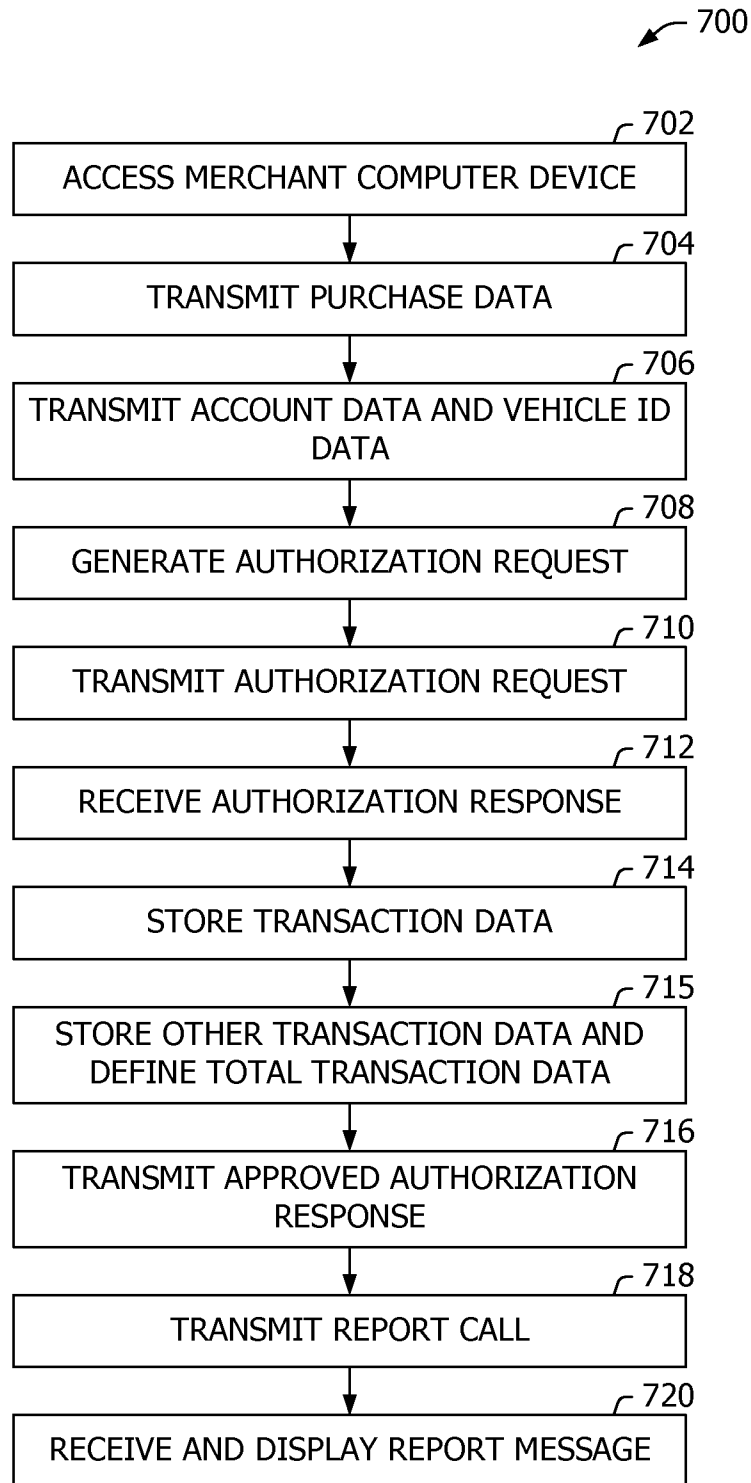 700
702
ACCESS MERCHANT COMPUTER DEVICE
704
TRANSMIT PURCHASE DATA
706
TRANSMIT ACCOUNT DATA AND VEHICLE ID
DATA
708
GENERATE AUTHORIZATION REQUEST
710
TRANSMIT AUTHORIZATION REQUEST
712
RECEIVE AUTHORIZATION RESPONSE
714
STORE TRANSACTION DATA
715
STORE OTHER TRANSACTION DATA AND
DEFINE TOTAL TRANSACTION DATA
716
TRANSMIT APPROVED AUTHORIZATION
RESPONSE
718
TRANSMIT REPORT CALL
720
RECEIVE AND DISPLAY REPORT MESSAGE